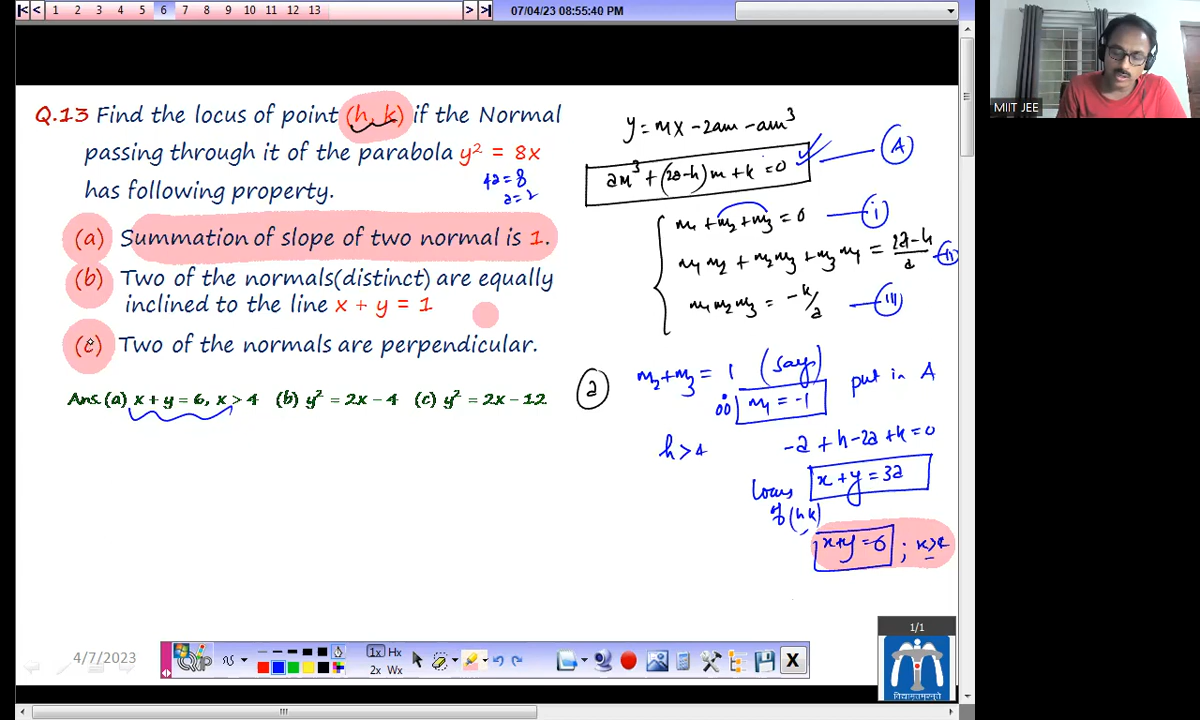 1 2 3 4 5 6 7 8 9 10 11 12 13
07/04/23 08:55:40 PM
MIIT JEE
Q.13 Find the locus of point (h, k) if the Normal
passing through it of the parabola y² = 8x
4a = 8
has following property.
a = 2
(a) Summation of slope of two normal is 1.
(b) Two of the normals(distinct) are equally
inclined to the line x + y = 1
(c) Two of the normals are perpendicular.
Ans. (a) x + y = 6, x > 4 (b) y² = 2x – 4 (c) y² = 2x – 12
y = mx - 2am - am³
am³ + (2a-h)m + k = 0 — A
m₁ + m₂ + m₃ = 0 — i
m₁m₂ + m₂m₃ + m₃m₁ = (2a-h)/a — ii
m₁m₂m₃ = -k/a — iii
a m₂ + m₃ = 1 (say)
∴ m₁ = -1 put in A
h > 4
-a + h - 2a + k = 0
locus of (h k) x + y = 3a
x + y = 6 ; x > 4
4/7/2023
1x Hx
2x Wx
1/1